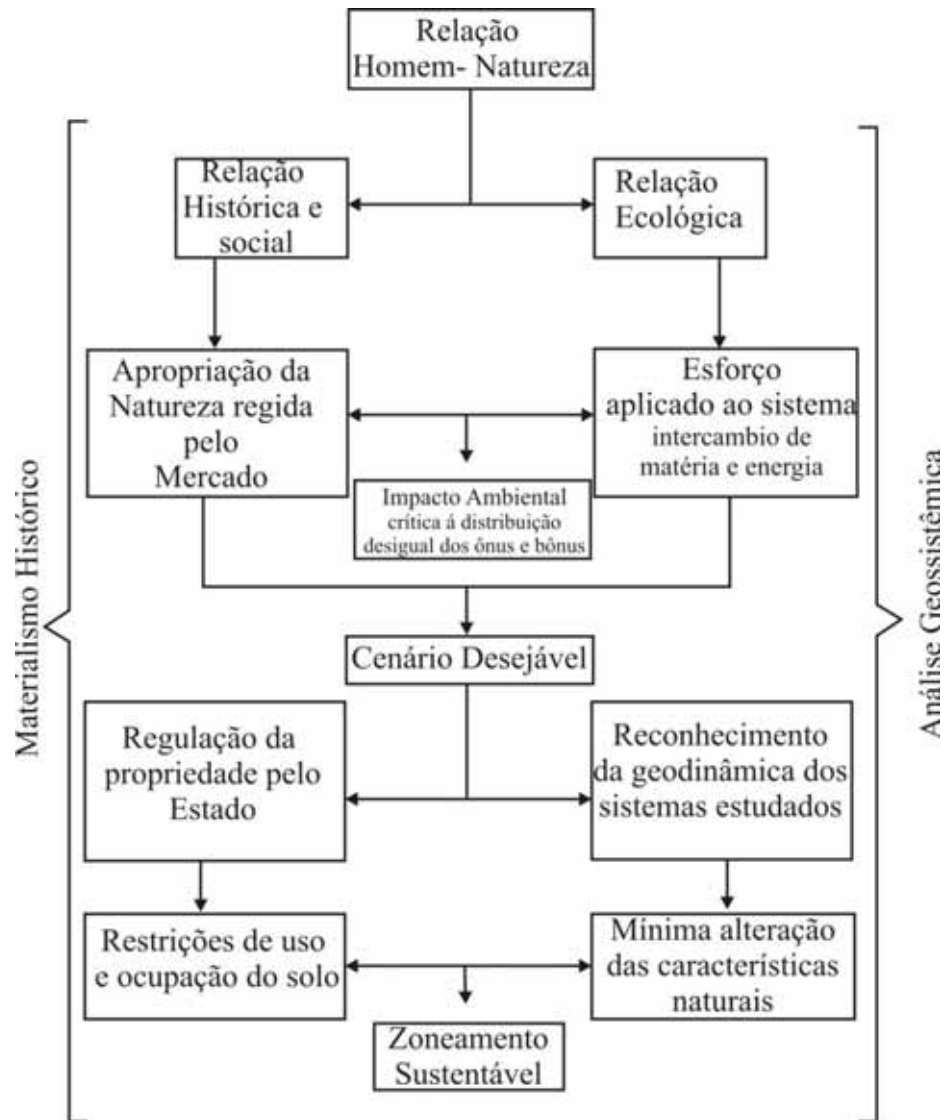 Relação
Homem- Natureza
Relação
Histórica e
social
Relação
Ecológica
Apropriação da
Natureza regida
pelo
Mercado
Esforço
aplicado ao sistema
intercambio de
matéria e energia
Impacto Ambiental
crítica á distribuição
desigual dos ônus e bônus
Materialismo Histórico
Análise Geossistêmica
Cenário Desejável
Regulação da
propriedade pelo
Estado
Reconhecimento
da geodinâmica dos
sistemas estudados
Restrições de uso
e ocupação do solo
Mínima alteração
das características
naturais
Zoneamento
Sustentável